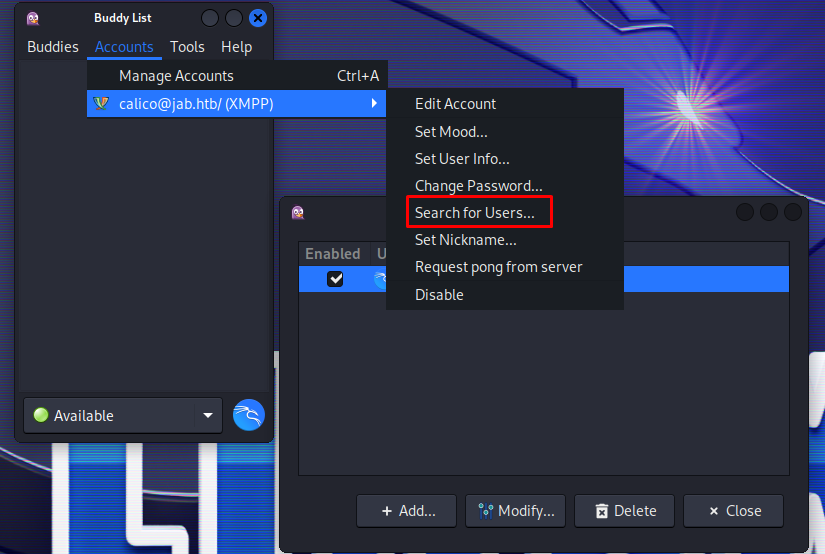 Buddy List
Buddies Accounts Tools Help
Manage Accounts Ctrl+A
calico@jab.htb/ (XMPP)
Edit Account
Set Mood...
Set User Info...
Change Password...
Search for Users...
Set Nickname...
Request pong from server
Disable
Enabled U
Available
+ Add... Modify... Delete × Close